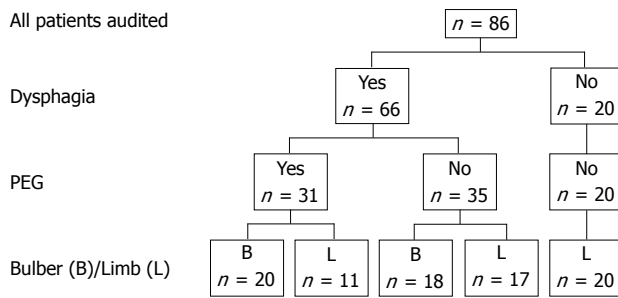 All patients audited
n = 86
Dysphagia
Yes
n = 66
No
n = 20
PEG
Yes
n = 31
No
n = 35
No
n = 20
Bulber (B)/Limb (L)
B
n = 20
L
n = 11
B
n = 18
L
n = 17
L
n = 20